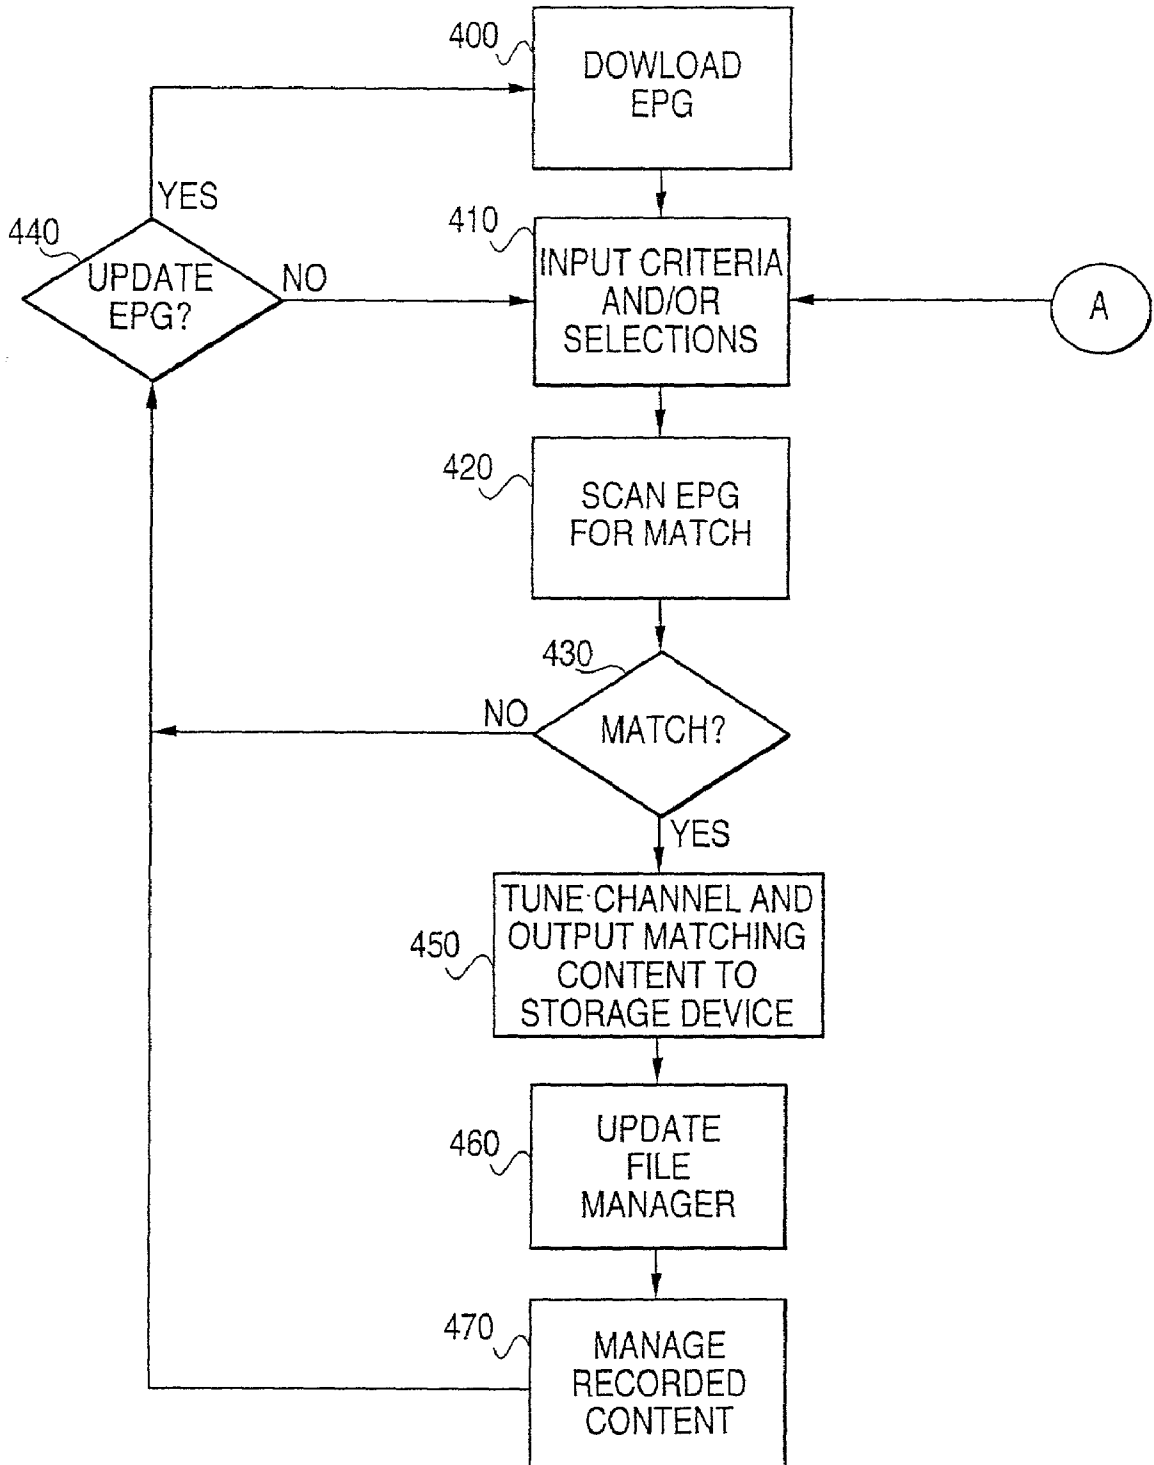 400
DOWLOAD
EPG
YES
440
UPDATE
EPG?
NO
410
INPUT CRITERIA
AND/OR
SELECTIONS
A
420
SCAN EPG
FOR MATCH
430
NO
MATCH?
YES
450
TUNE CHANNEL AND
OUTPUT MATCHING
CONTENT TO
STORAGE DEVICE
460
UPDATE
FILE
MANAGER
470
MANAGE
RECORDED
CONTENT